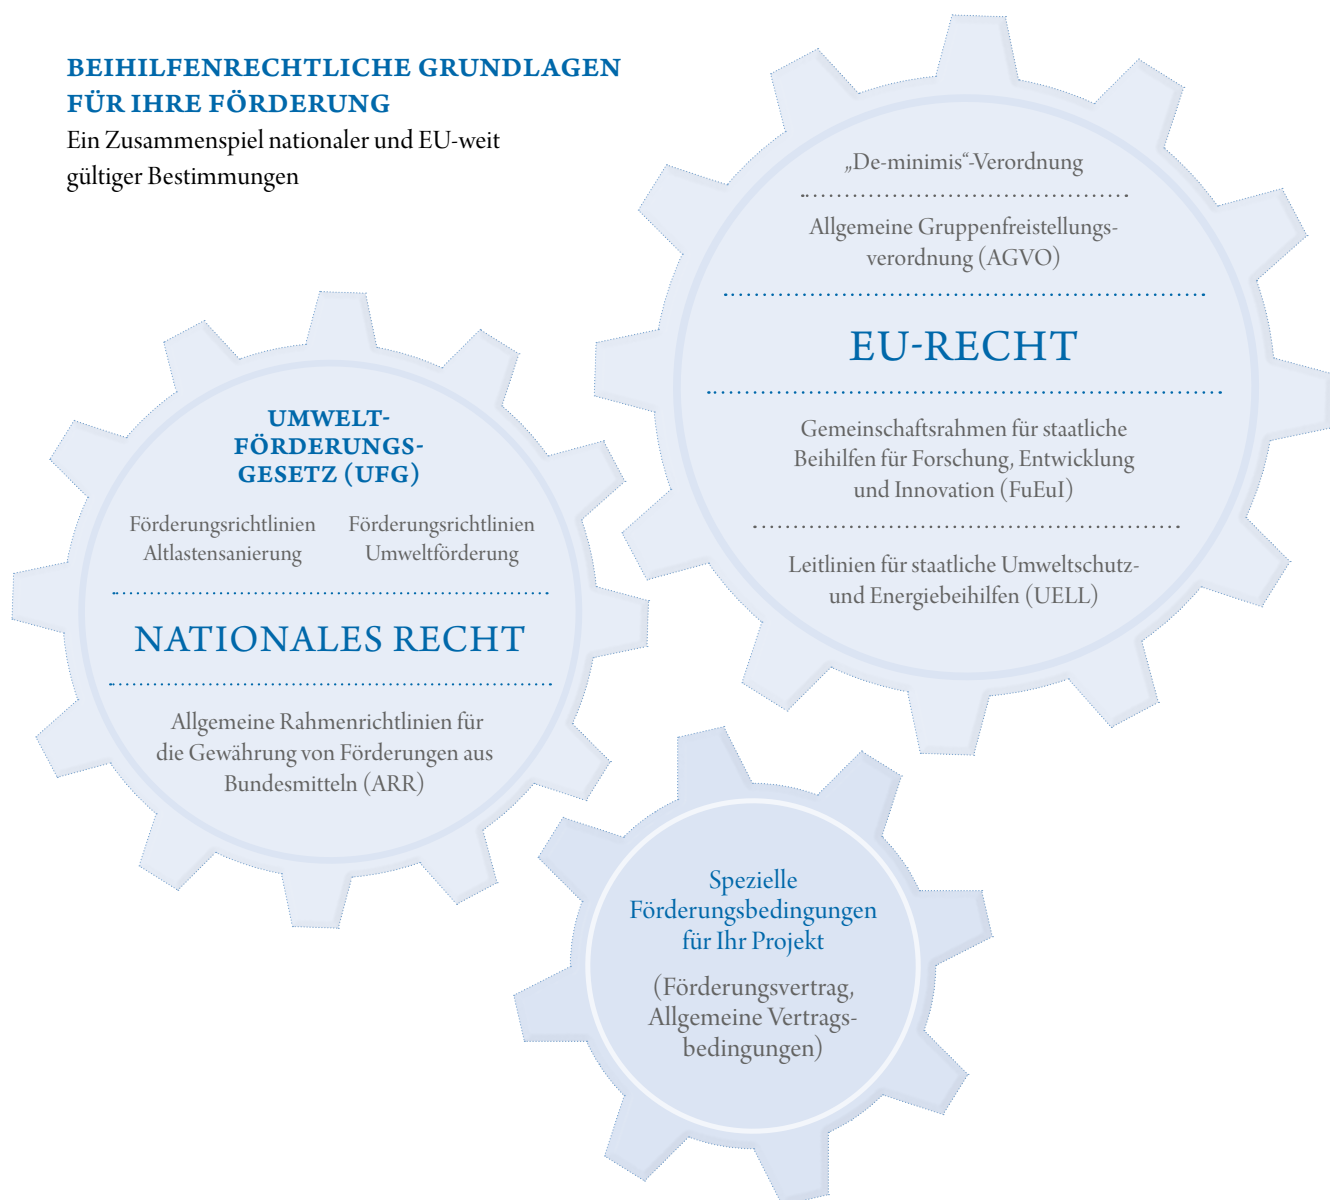 BEIHILFENRECHTLICHE GRUNDLAGEN
FÜR IHRE FÖRDERUNG
Ein Zusammenspiel nationaler und EU-weit
gültiger Bestimmungen
„De-minimis“-Verordnung
Allgemeine Gruppenfreistellungs-
verordnung (AGVO)
EU-RECHT
Gemeinschaftsrahmen für staatliche
Beihilfen für Forschung, Entwicklung
und Innovation (FuEuI)
Leitlinien für staatliche Umweltschutz-
und Energiebeihilfen (UELL)
UMWELT-
FÖRDERUNGS-
GESETZ (UFG)
Förderungsrichtlinien
Altlastensanierung
Förderungsrichtlinien
Umweltförderung
NATIONALES RECHT
Allgemeine Rahmenrichtlinien für
die Gewährung von Förderungen aus
Bundesmitteln (ARR)
Spezielle
Förderungsbedingungen
für Ihr Projekt
(Förderungsvertrag,
Allgemeine Vertrags-
bedingungen)